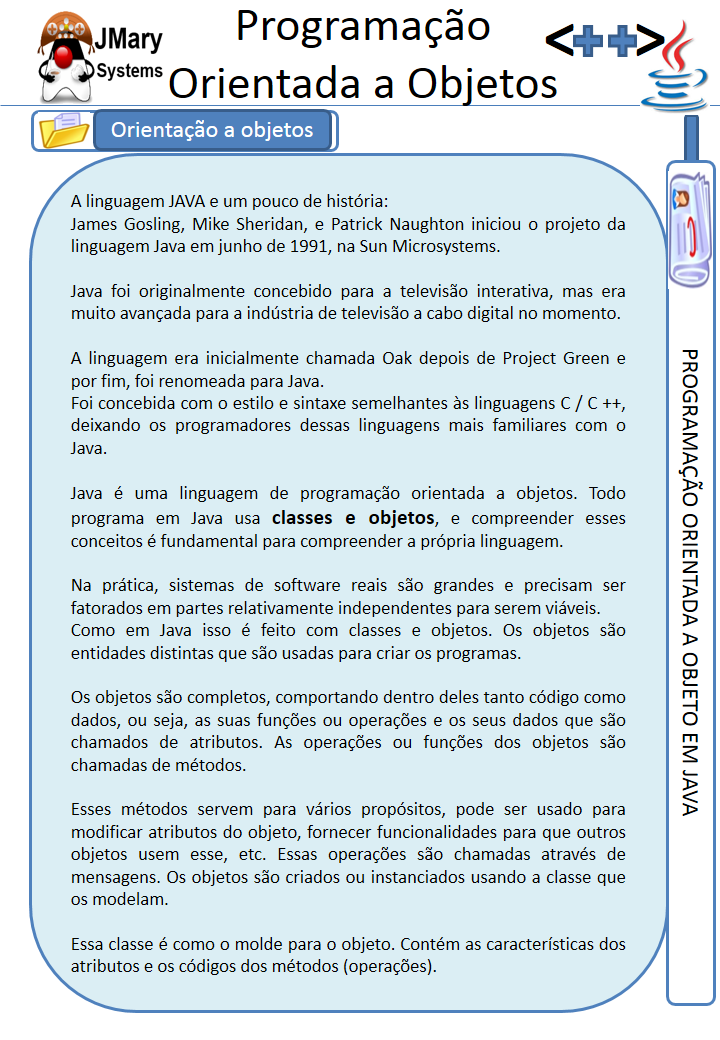 JMary
Systems
Programação
Orientada a Objetos
<++>
Orientação a objetos
A linguagem JAVA e um pouco de história:
James Gosling, Mike Sheridan, e Patrick Naughton iniciou o projeto da
linguagem Java em junho de 1991, na Sun Microsystems.
Java foi originalmente concebido para a televisão interativa, mas era
muito avançada para a indústria de televisão a cabo digital no momento.
A linguagem era inicialmente chamada Oak depois de Project Green e
por fim, foi renomeada para Java.
Foi concebida com o estilo e sintaxe semelhantes às linguagens C / C ++,
deixando os programadores dessas linguagens mais familiares com o
Java.
Java é uma linguagem de programação orientada a objetos. Todo
programa em Java usa classes e objetos, e compreender esses
conceitos é fundamental para compreender a própria linguagem.
Na prática, sistemas de software reais são grandes e precisam ser
fatorados em partes relativamente independentes para serem viáveis.
Como em Java isso é feito com classes e objetos. Os objetos são
entidades distintas que são usadas para criar os programas.
Os objetos são completos, comportando dentro deles tanto código como
dados, ou seja, as suas funções ou operações e os seus dados que são
chamados de atributos. As operações ou funções dos objetos são
chamadas de métodos.
Esses métodos servem para vários propósitos, pode ser usado para
modificar atributos do objeto, fornecer funcionalidades para que outros
objetos usem esse, etc. Essas operações são chamadas através de
mensagens. Os objetos são criados ou instanciados usando a classe que
os modelam.
Essa classe é como o molde para o objeto. Contém as características dos
atributos e os códigos dos métodos (operações).
PROGRAMAÇÃO ORIENTADA A OBJETO EM JAVA